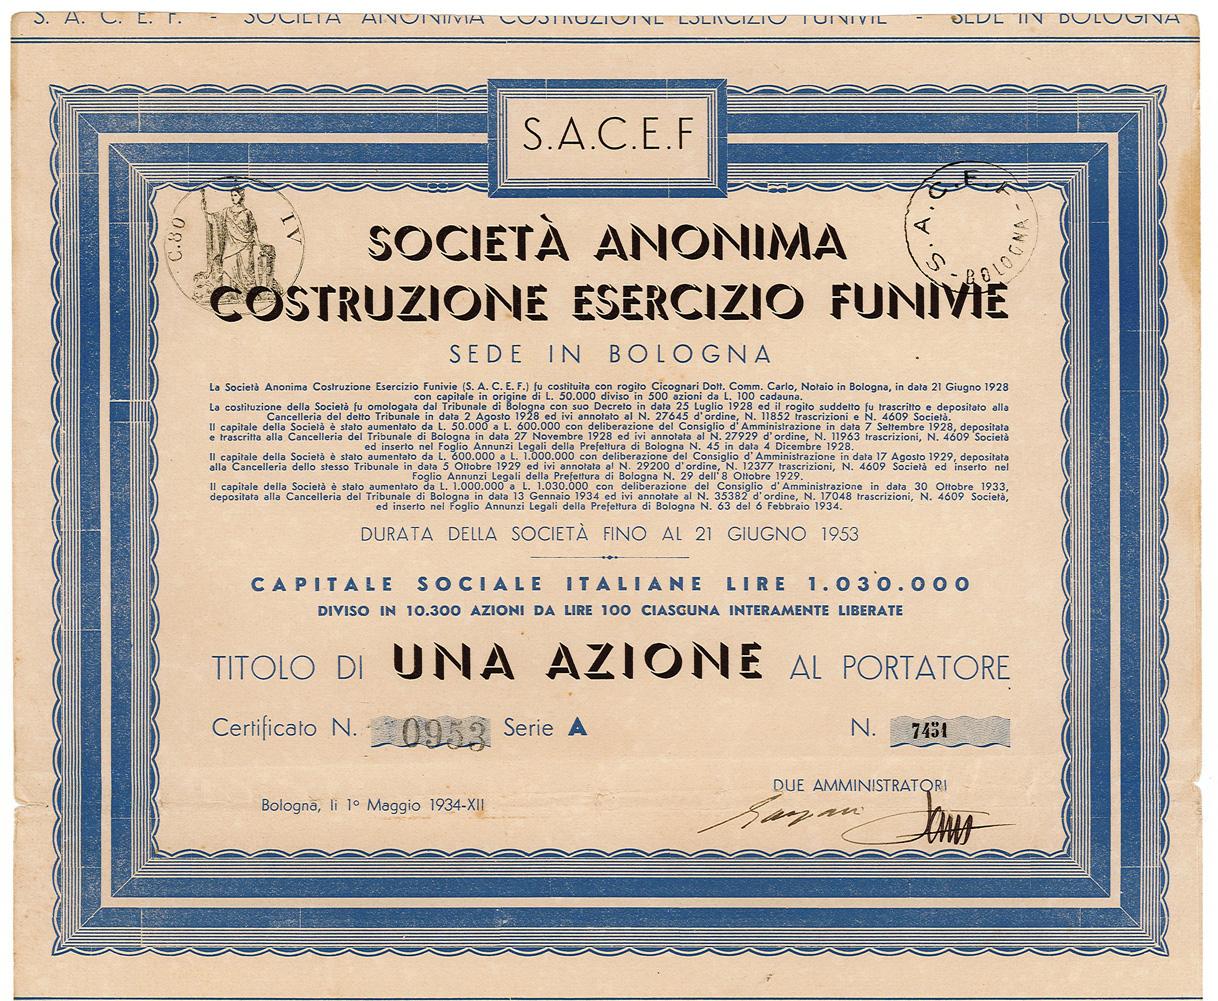 S. A. C. E. F. - SOCIETÀ ANONIMA COSTRUZIONE ESERCIZIO FUNIVIE - SEDE IN BOLOGNA
S.A.C.E.F
C.80 IV
S.A.C.E.F - BOLOGNA -
SOCIETÀ ANONIMA
COSTRUZIONE ESERCIZIO FUNIVIE
SEDE IN BOLOGNA
La Società Anonima Costruzione Esercizio Funivie (S. A. C. E. F.) fu costituita con rogito Cicognari Dott. Comm. Carlo, Notaio in Bologna, in data 21 Giugno 1928
con capitale in origine di L. 50.000 diviso in 500 azioni da L. 100 cadauna.
La costituzione della Società fu omologata dal Tribunale di Bologna con suo Decreto in data 25 Luglio 1928 ed il rogito suddetto fu trascritto e depositato alla
Cancelleria del detto Tribunale in data 2 Agosto 1928 ed ivi annotato al N. 27645 d'ordine, N. 11852 trascrizioni e N. 4609 Società.
Il capitale della Società è stato aumentato da L. 50.000 a L. 600.000 con deliberazione del Consiglio d'Amministrazione in data 7 Settembre 1928, depositata
e trascritta alla Cancelleria del Tribunale di Bologna in data 27 Novembre 1928 ed ivi annotata al N. 27929 d'ordine, N. 11963 trascrizioni, N. 4609 Società
ed inserto nel Foglio Annunzi Legali della Prefettura di Bologna N. 45 in data 4 Dicembre 1928.
Il capitale della Società è stato aumentato da L. 600.000 a L. 1.000.000 con deliberazione del Consiglio d'Amministrazione in data 17 Agosto 1929, depositata
alla Cancelleria dello stesso Tribunale in data 5 Ottobre 1929 ed ivi annotata al N. 29200 d'ordine, N. 12377 trascrizioni, N. 4609 Società ed inserto nel
Foglio Annunzi Legali della Prefettura di Bologna N. 29 dell'8 Ottobre 1929.
Il capitale della Società è stato aumentato da L. 1.000.000 a L. 1.030.000 con deliberazione del Consiglio d'Amministrazione in data 30 Ottobre 1933,
depositata alla Cancelleria del Tribunale di Bologna in data 13 Gennaio 1934 ed ivi annotate al N. 35382 d'ordine, N. 17048 trascrizioni, N. 4609 Società,
ed inserto nel Foglio Annunzi Legali della Prefettura di Bologna N. 63 del 6 Febbraio 1934.
DURATA DELLA SOCIETÀ FINO AL 21 GIUGNO 1953
CAPITALE SOCIALE ITALIANE LIRE 1.030.000
DIVISO IN 10.300 AZIONI DA LIRE 100 CIASGUNA INTERAMENTE LIBERATE
TITOLO DI UNA AZIONE AL PORTATORE
Certificato N. 0953 Serie A N. 7451
DUE AMMINISTRATORI
Bologna, li 1º Maggio 1934-XII